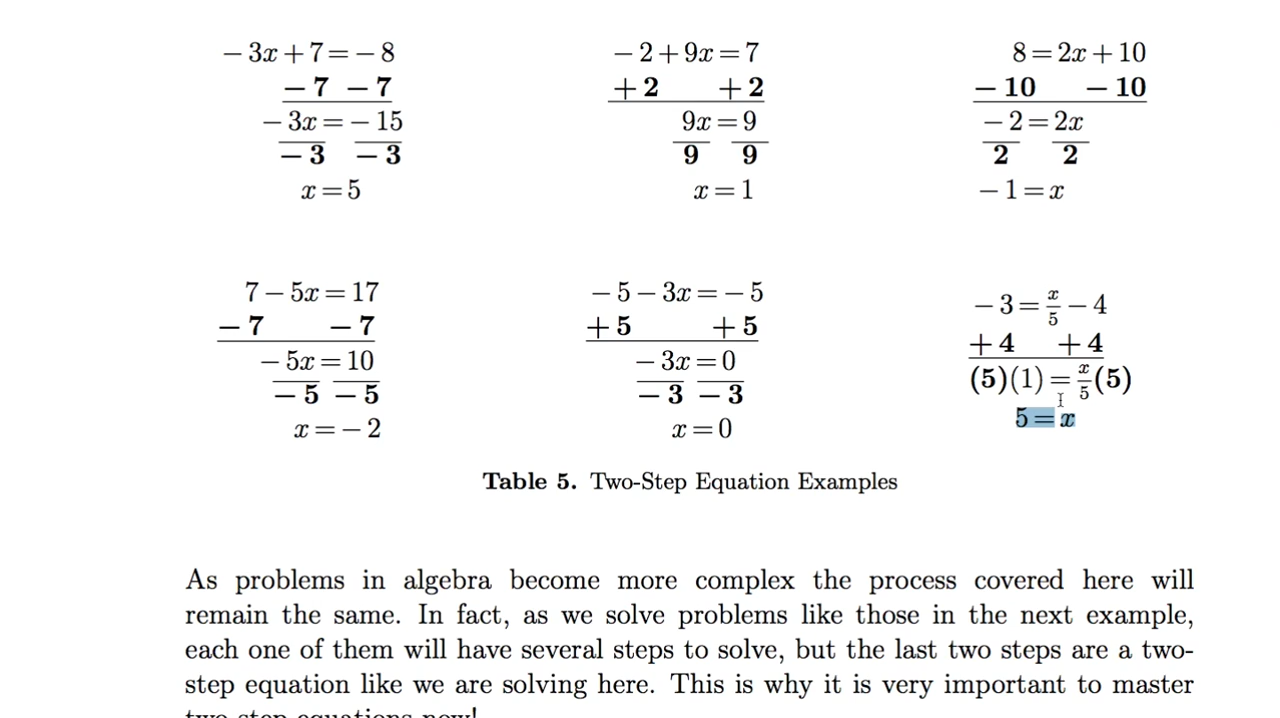 − 3x + 7 = − 8
− 7 − 7
− 3x = − 15
− 3 − 3
x = 5
− 2 + 9x = 7
+ 2 + 2
9x = 9
9 9
x = 1
8 = 2x + 10
− 10 − 10
− 2 = 2x
2 2
− 1 = x
7 − 5x = 17
− 7 − 7
− 5x = 10
− 5 − 5
x = − 2
− 5 − 3x = − 5
+ 5 + 5
− 3x = 0
− 3 − 3
x = 0
− 3 = x/5 − 4
+ 4 + 4
(5)(1) = x/5 (5)
5 = x
Table 5. Two-Step Equation Examples
As problems in algebra become more complex the process covered here will
remain the same. In fact, as we solve problems like those in the next example,
each one of them will have several steps to solve, but the last two steps are a two-
step equation like we are solving here. This is why it is very important to master
two-step equations now!